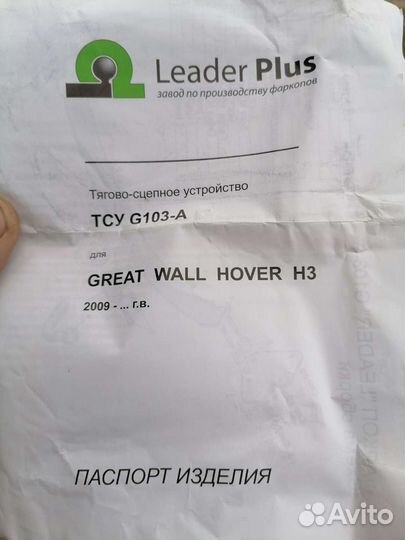 Leader Plus
завод по производству фаркопов
Тягово-сцепное устройство
ТСУ G103-A
для
GREAT WALL HOVER H3
2009 - ... г.в.
ПАСПОРТ ИЗДЕЛИЯ
Avito